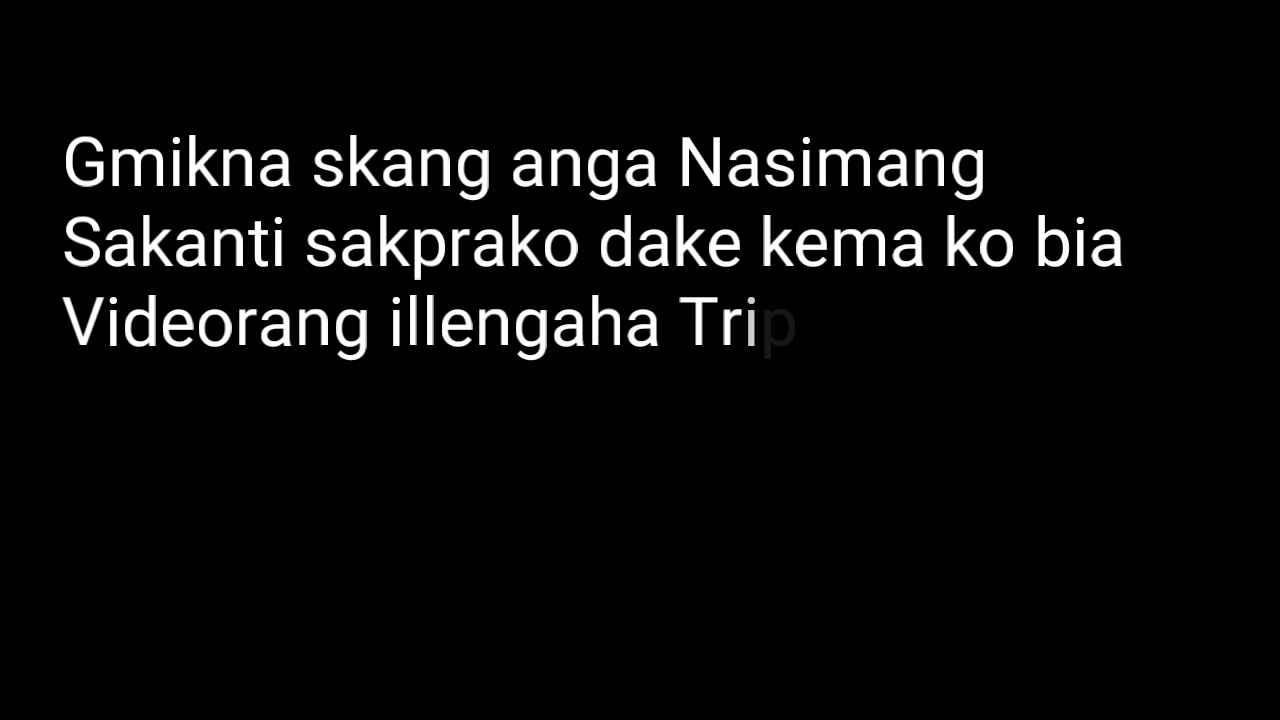 Gmikna skang anga Nasimang
Sakanti sakprako dake kema ko bia
Videorang illengaha Trip